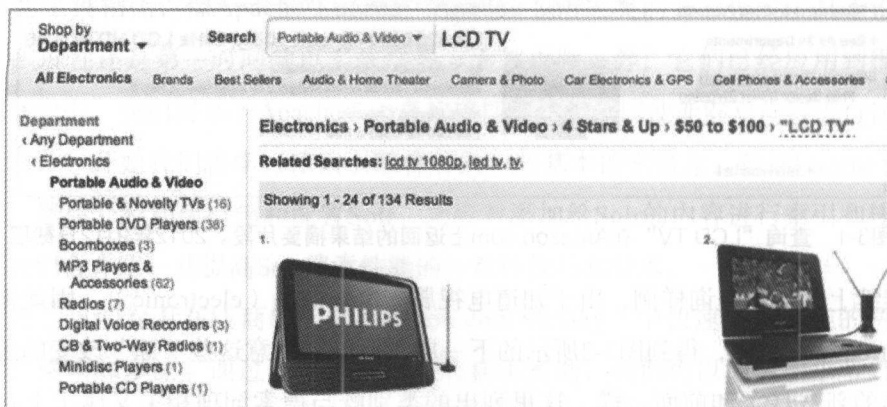 Shop by
Department
Search Portable Audio & Video LCD TV
All Electronics Brands Best Sellers Audio & Home Theater Camera & Photo Car Electronics & GPS Cell Phones & Accessories
Department
‹ Any Department
‹ Electronics
Portable Audio & Video
Portable & Novelty TVs (16)
Portable DVD Players (38)
Boomboxes (3)
MP3 Players &
Accessories (62)
Radios (7)
Digital Voice Recorders (3)
CB & Two-Way Radios (1)
Minidisc Players (1)
Portable CD Players (1)
Electronics › Portable Audio & Video › 4 Stars & Up › $50 to $100 › "LCD TV"
Related Searches: lcd tv 1080p, led tv, tv.
Showing 1 - 24 of 134 Results
1.
PHILIPS
2.